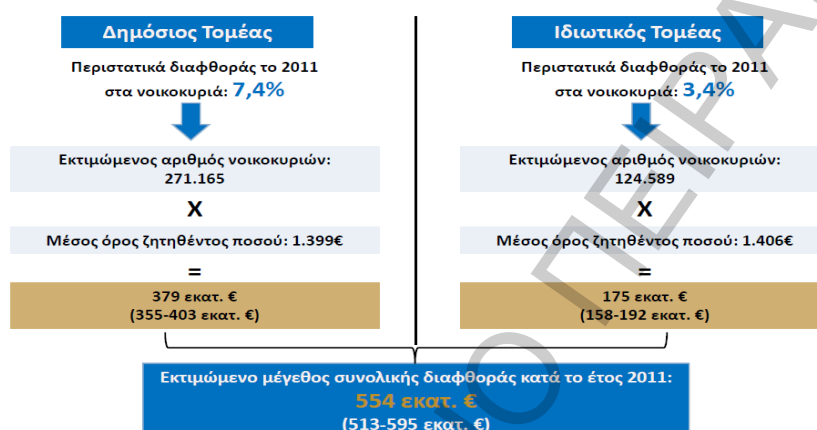 Δημόσιος Τομέας
Περιστατικά διαφθοράς το 2011
στα νοικοκυριά: 7,4%
Εκτιμώμενος αριθμός νοικοκυριών:
271.165
X
Μέσος όρος ζητηθέντος ποσού: 1.399€
=
379 εκατ. €
(355-403 εκατ. €)
Ιδιωτικός Τομέας
Περιστατικά διαφθοράς το 2011
στα νοικοκυριά: 3,4%
Εκτιμώμενος αριθμός νοικοκυριών:
124.589
X
Μέσος όρος ζητηθέντος ποσού: 1.406€
=
175 εκατ. €
(158-192 εκατ. €)
Εκτιμώμενο μέγεθος συνολικής διαφθοράς κατά το έτος 2011:
554 εκατ. €
(513-595 εκατ. €)